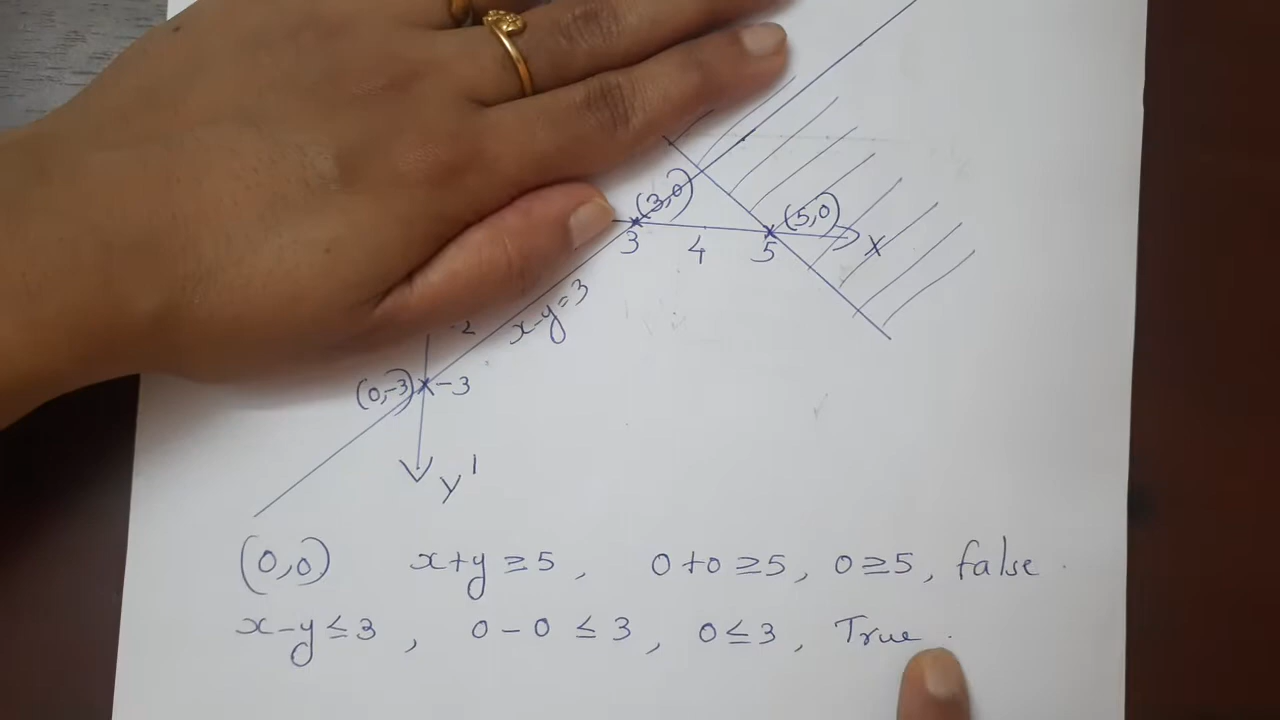 (3,0)
(5,0)
3 4 5 X
x-y=3
-2
(0,-3) -3
Y'
(0,0) x+y≥5, 0+0≥5, 0≥5, false.
x-y≤3, 0-0≤3, 0≤3, True.